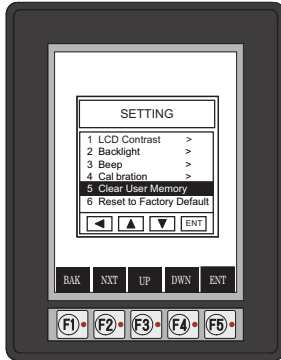 SETTING
1 LCD Contrast >
2 Backlight >
3 Beep >
4 Cal bration >
5 Clear User Memory
6 Reset to Factory Default
ENT
BAK NXT UP DWN ENT
F1 F2 F3 F4 F5